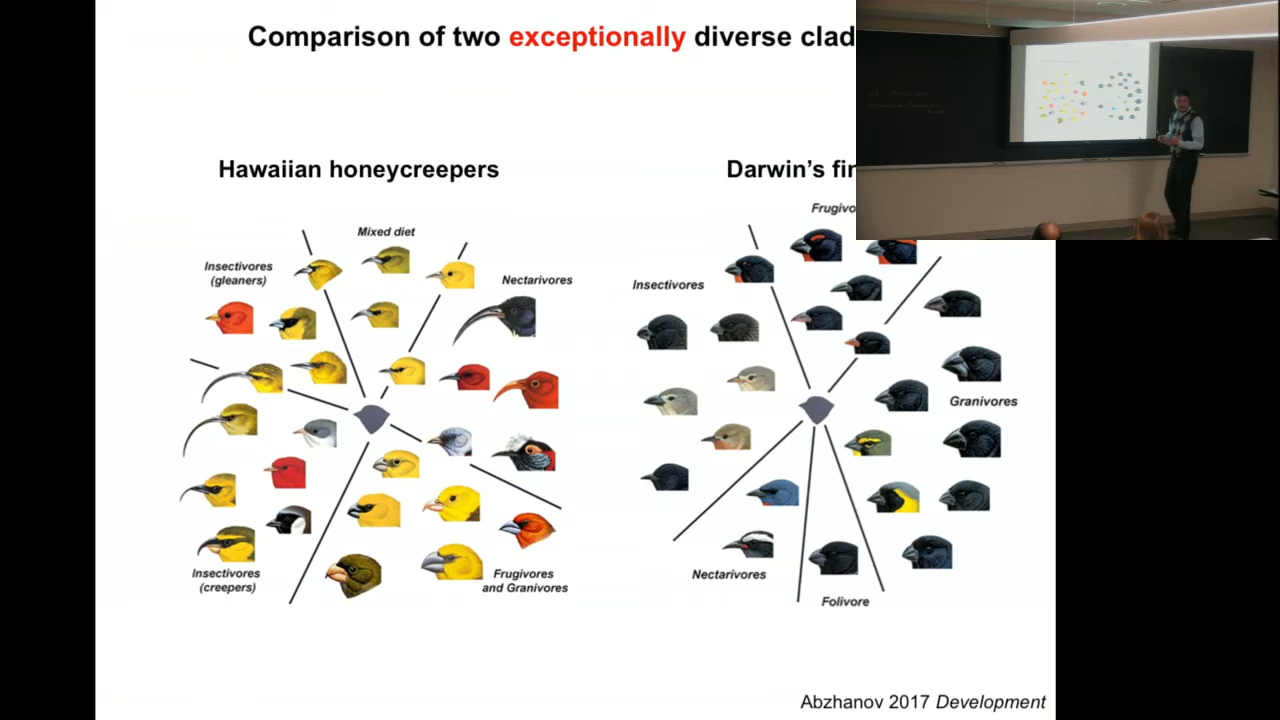 Comparison of two exceptionally diverse clad
Hawaiian honeycreepers
Darwin's fin
Mixed diet
Insectivores
(gleaners)
Nectarivores
Insectivores
(creepers)
Frugivores
and Granivores
Frugivo
Insectivores
Granivores
Nectarivores
Folivore
Abzhanov 2017 Development